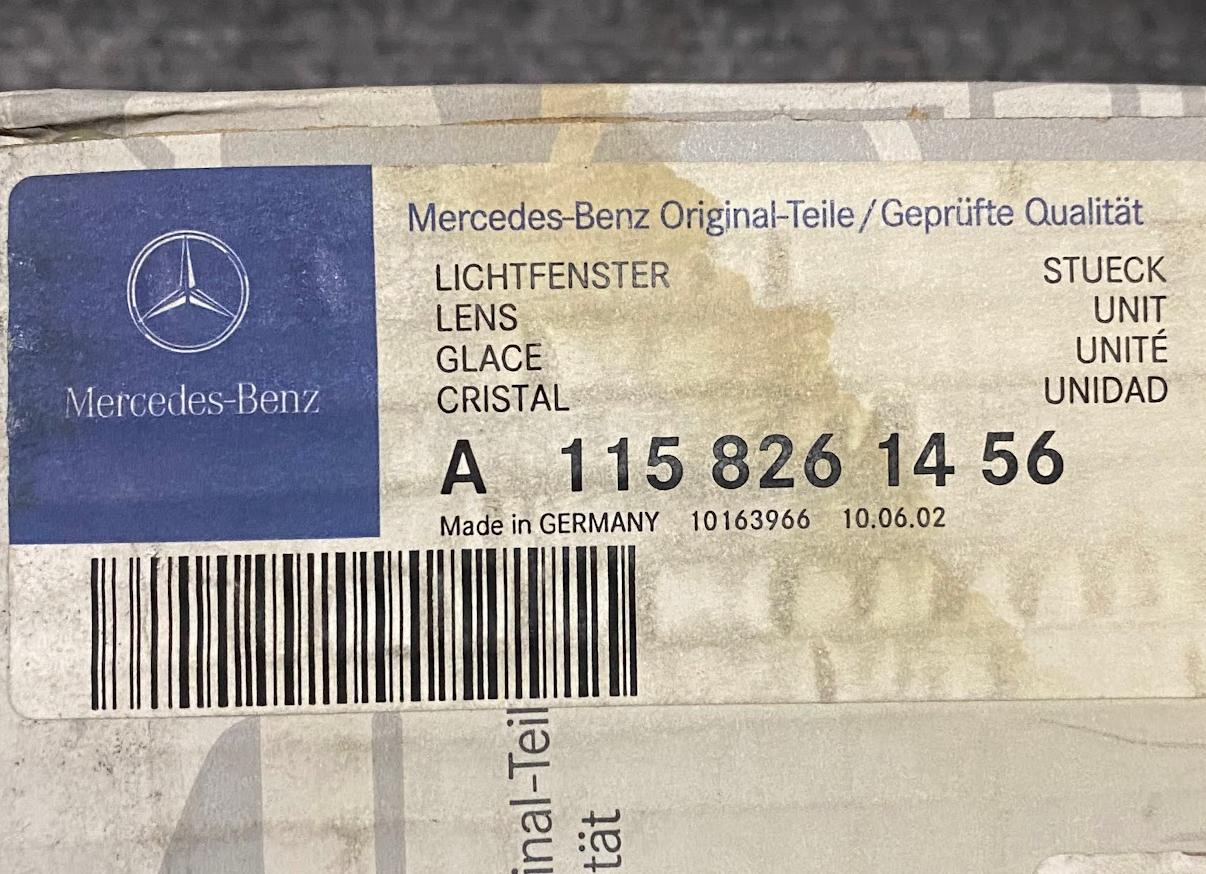 Mercedes-Benz
Mercedes-Benz Original-Teile/Geprüfte Qualität
LICHTFENSTER STUECK
LENS UNIT
GLACE UNITÉ
CRISTAL UNIDAD
A 115 826 14 56
Made in GERMANY 10163966 10.06.02
inal-Teil
tät